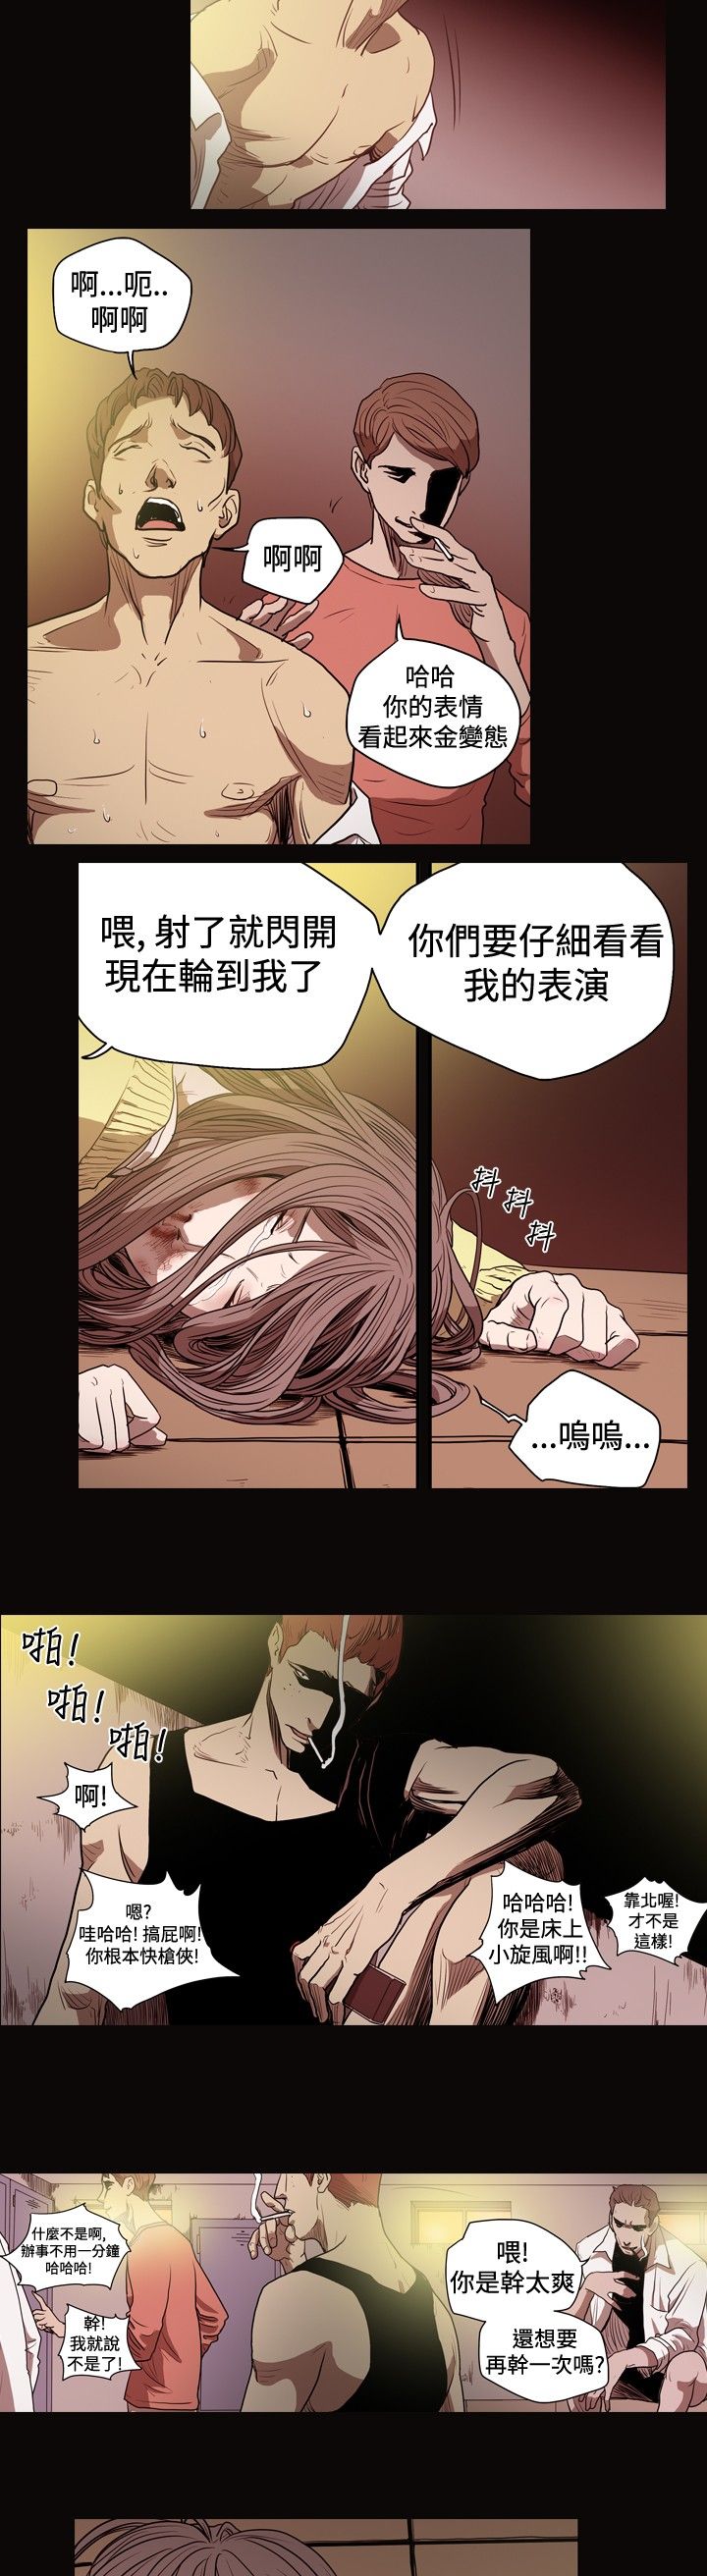 啊...呃..
啊啊
啊啊
哈哈
你的表情
看起來金變態
喂, 射了就閃開
現在輪到我了
你們要仔細看看
我的表演
抖
抖
抖
...嗚嗚...
啪!
啪!
啪!
啊!
嗯?
哇哈哈! 搞屁啊!
你根本快槍俠!
哈哈哈!
你是床上
小旋風啊!!
靠北喔!
才不是
這樣!
什麼不是啊,
辦事不用一分鐘
哈哈哈!
幹!
我就說
不是了!
喂!
你是幹太爽
還想要
再幹一次嗎?